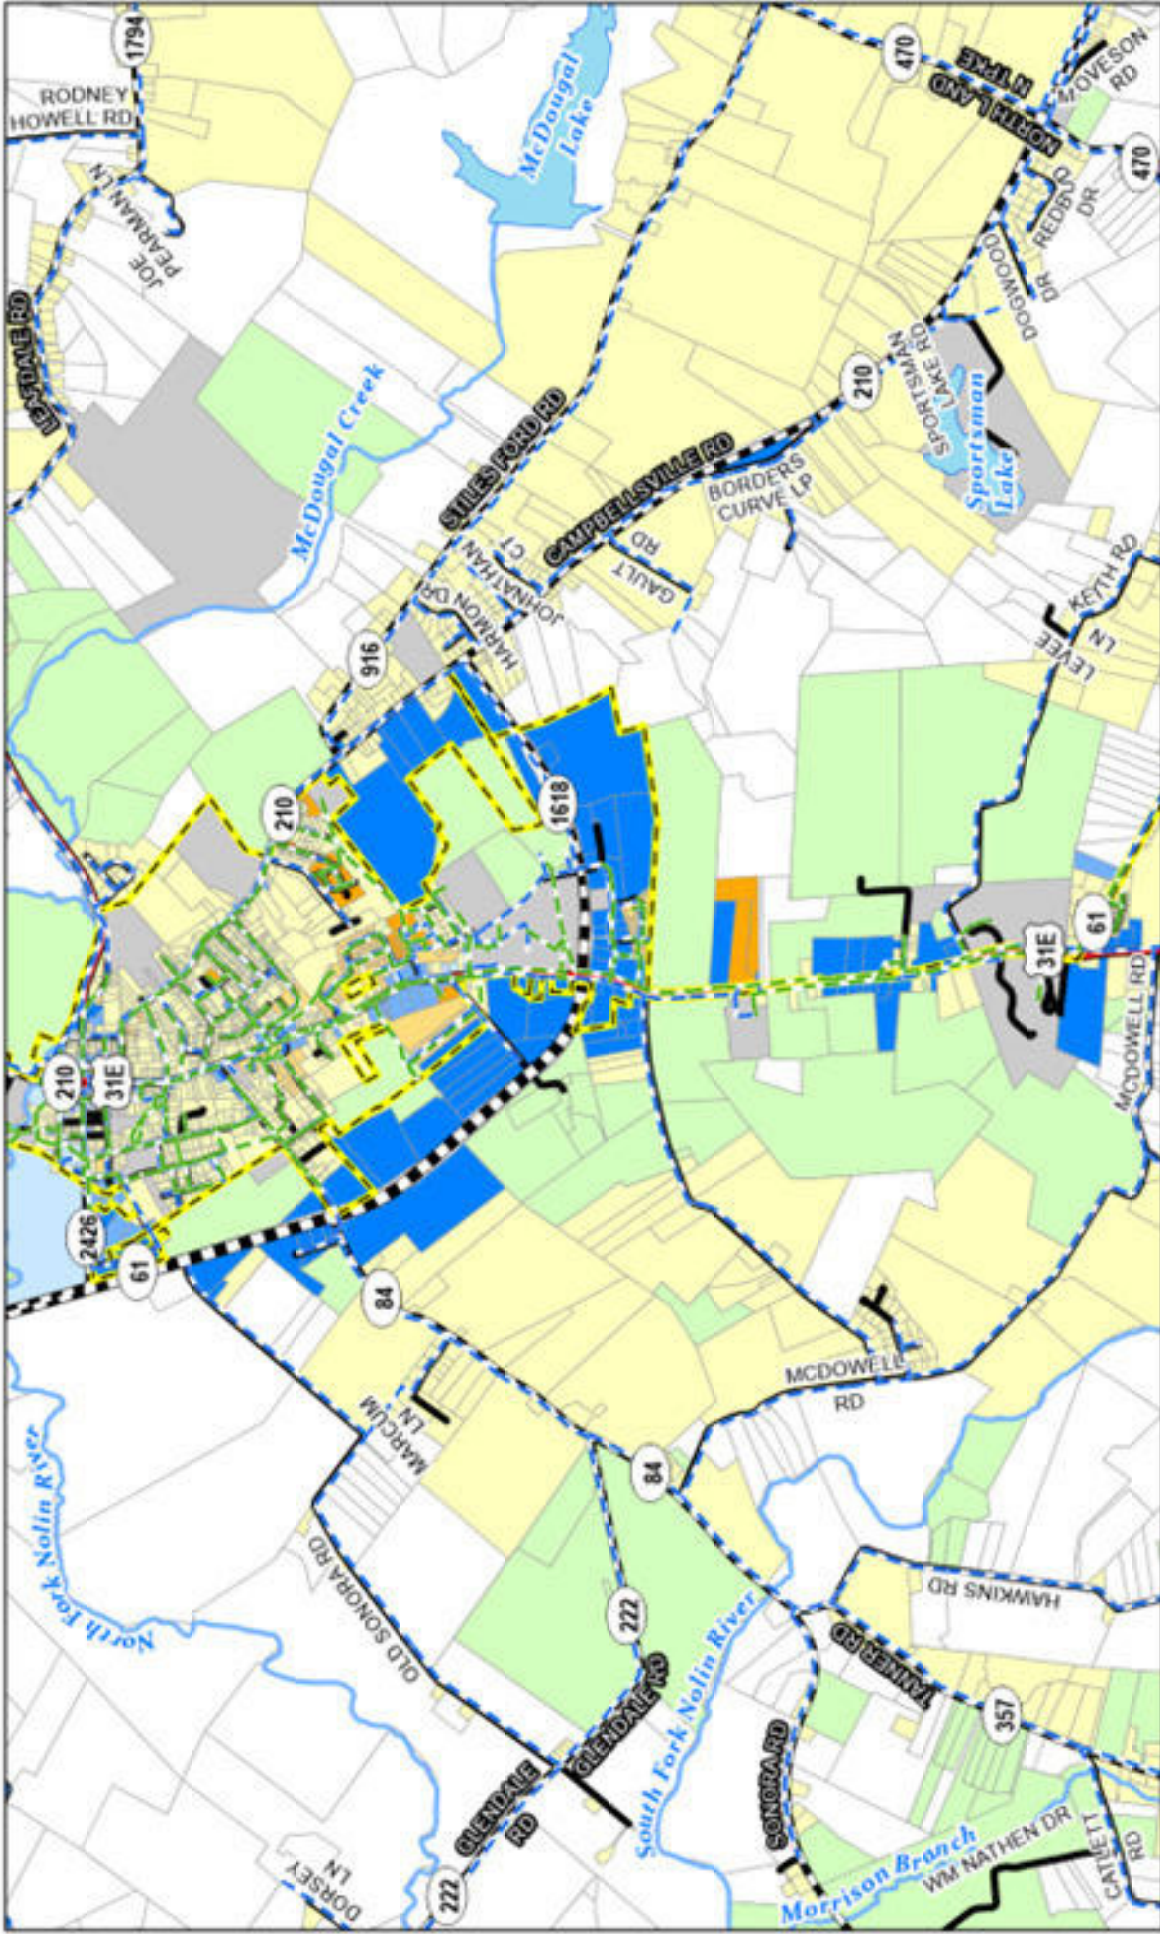 1794
RODNEY
HOWELL RD
JOE
PEARMAN LN
LEAFDALE RD
McDougal
Lake
McDougal Creek
470
NORTH L AND
N TPKE
MOVESON
RD
470
REDBUD
DR
DOGWOOD
DR
SPORTSMAN
LAKE RD
Sportsman
Lake
210
STILES FORD RD
CAMPBELLSVILLE RD
BORDERS
CURVE LP
GAULT
RD
JOHNATHAN
CT
HARMON DR
916
KEYTH RD
LEVEE
LN
210
1618
61
31E
MCDOWELL RD
210
31E
2426
61
84
MCDOWELL
RD
MARCUM
LN
84
North Fork Nolin River
OLD SONORA RD
222
GLENDALE RD
GLENDALE
RD
222
South Fork Nolin River
HAWKINS RD
TANNER RD
357
SONORA RD
DORSEY
LN
Morrison Branch
WM NATHEN DR
CATLETT
RD